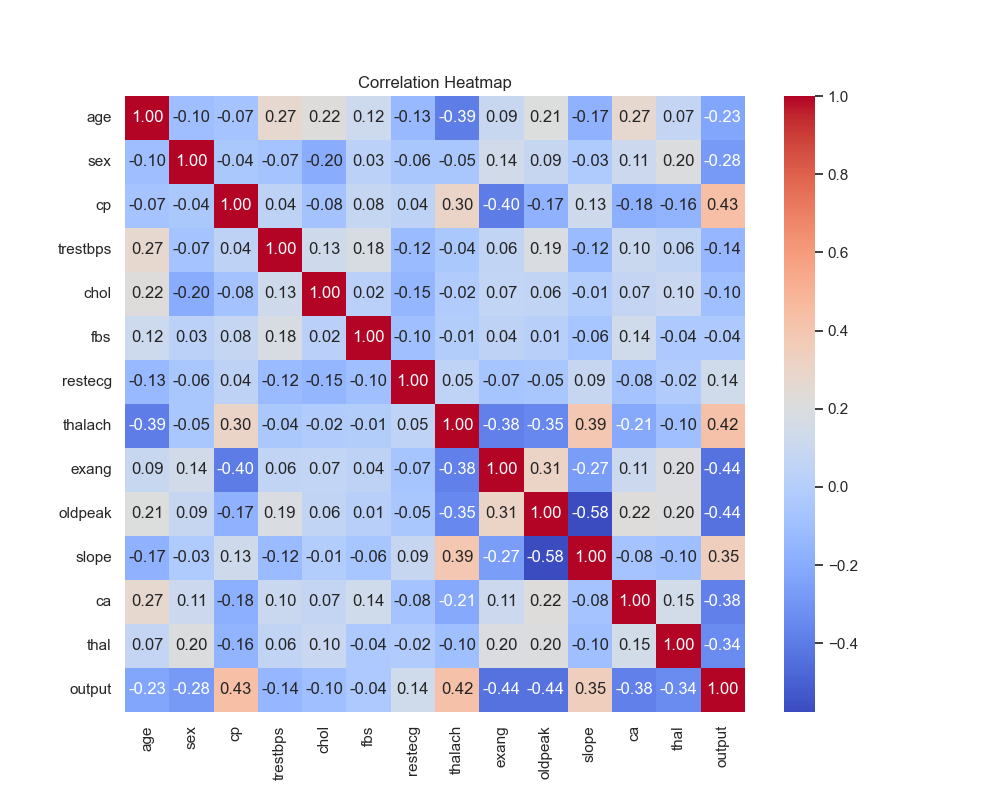 Correlation Heatmap
age 1.00 -0.10 -0.07 0.27 0.22 0.12 -0.13 -0.39 0.09 0.21 -0.17 0.27 0.07 -0.23
sex -0.10 1.00 -0.04 -0.07 -0.20 0.03 -0.06 -0.05 0.14 0.09 -0.03 0.11 0.20 -0.28
cp -0.07 -0.04 1.00 0.04 -0.08 0.08 0.04 0.30 -0.40 -0.17 0.13 -0.18 -0.16 0.43
trestbps 0.27 -0.07 0.04 1.00 0.13 0.18 -0.12 -0.04 0.06 0.19 -0.12 0.10 0.06 -0.14
chol 0.22 -0.20 -0.08 0.13 1.00 0.02 -0.15 -0.02 0.07 0.06 -0.01 0.07 0.10 -0.10
fbs 0.12 0.03 0.08 0.18 0.02 1.00 -0.10 -0.01 0.04 0.01 -0.06 0.14 -0.04 -0.04
restecg -0.13 -0.06 0.04 -0.12 -0.15 -0.10 1.00 0.05 -0.07 -0.05 0.09 -0.08 -0.02 0.14
thalach -0.39 -0.05 0.30 -0.04 -0.02 -0.01 0.05 1.00 -0.38 -0.35 0.39 -0.21 -0.10 0.42
exang 0.09 0.14 -0.40 0.06 0.07 0.04 -0.07 -0.38 1.00 0.31 -0.27 0.11 0.20 -0.44
oldpeak 0.21 0.09 -0.17 0.19 0.06 0.01 -0.05 -0.35 0.31 1.00 -0.58 0.22 0.20 -0.44
slope -0.17 -0.03 0.13 -0.12 -0.01 -0.06 0.09 0.39 -0.27 -0.58 1.00 -0.08 -0.10 0.35
ca 0.27 0.11 -0.18 0.10 0.07 0.14 -0.08 -0.21 0.11 0.22 -0.08 1.00 0.15 -0.38
thal 0.07 0.20 -0.16 0.06 0.10 -0.04 -0.02 -0.10 0.20 0.20 -0.10 0.15 1.00 -0.34
output -0.23 -0.28 0.43 -0.14 -0.10 -0.04 0.14 0.42 -0.44 -0.44 0.35 -0.38 -0.34 1.00
age sex cp trestbps chol fbs restecg thalach exang oldpeak slope ca thal output
1.0
0.8
0.6
0.4
0.2
0.0
−0.2
−0.4